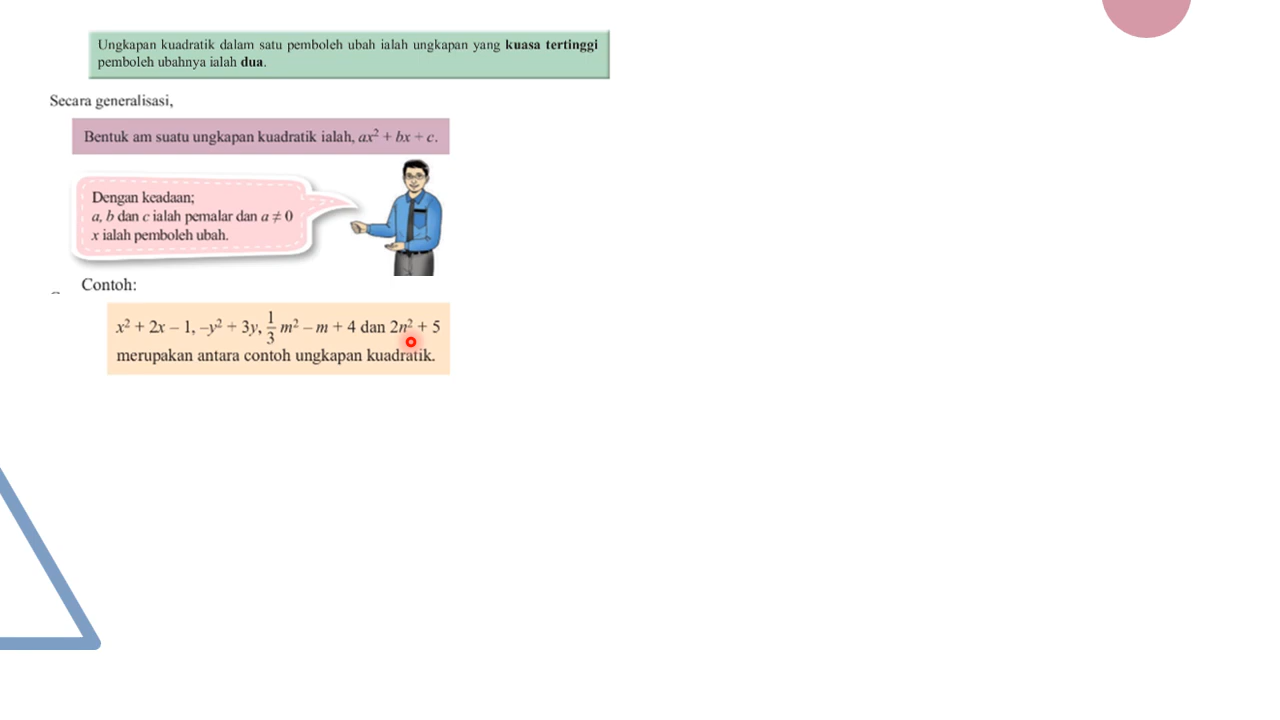 Ungkapan kuadratik dalam satu pemboleh ubah ialah ungkapan yang kuasa tertinggi
pemboleh ubahnya ialah dua.
Secara generalisasi,
Bentuk am suatu ungkapan kuadratik ialah, ax² + bx + c.
Dengan keadaan;
a, b dan c ialah pemalar dan a ≠ 0
x ialah pemboleh ubah.
Contoh:
x² + 2x – 1, –y² + 3y, 1/3 m² – m + 4 dan 2n² + 5
merupakan antara contoh ungkapan kuadratik.